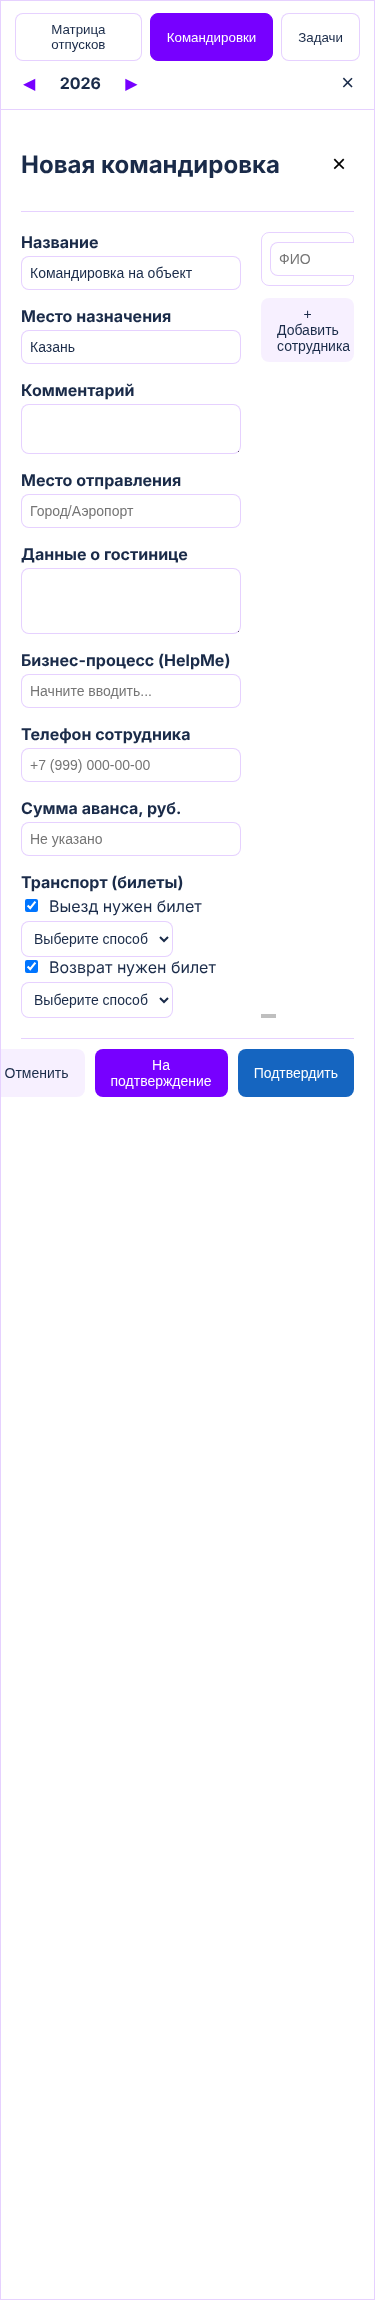 Матрица
отпусков
Командировки
Задачи
◀ 2026 ▶ ×
Новая командировка ×
Название
Командировка на объект
ФИО
+
Добавить
сотрудника
Место назначения
Казань
Комментарий
Место отправления
Город/Аэропорт
Данные о гостинице
Бизнес-процесс (HelpMe)
Начните вводить...
Телефон сотрудника
+7 (999) 000-00-00
Сумма аванса, руб.
Не указано
Транспорт (билеты)
Выезд нужен билет
Выберите способ
Возврат нужен билет
Выберите способ
Отменить
На
подтверждение
Подтвердить